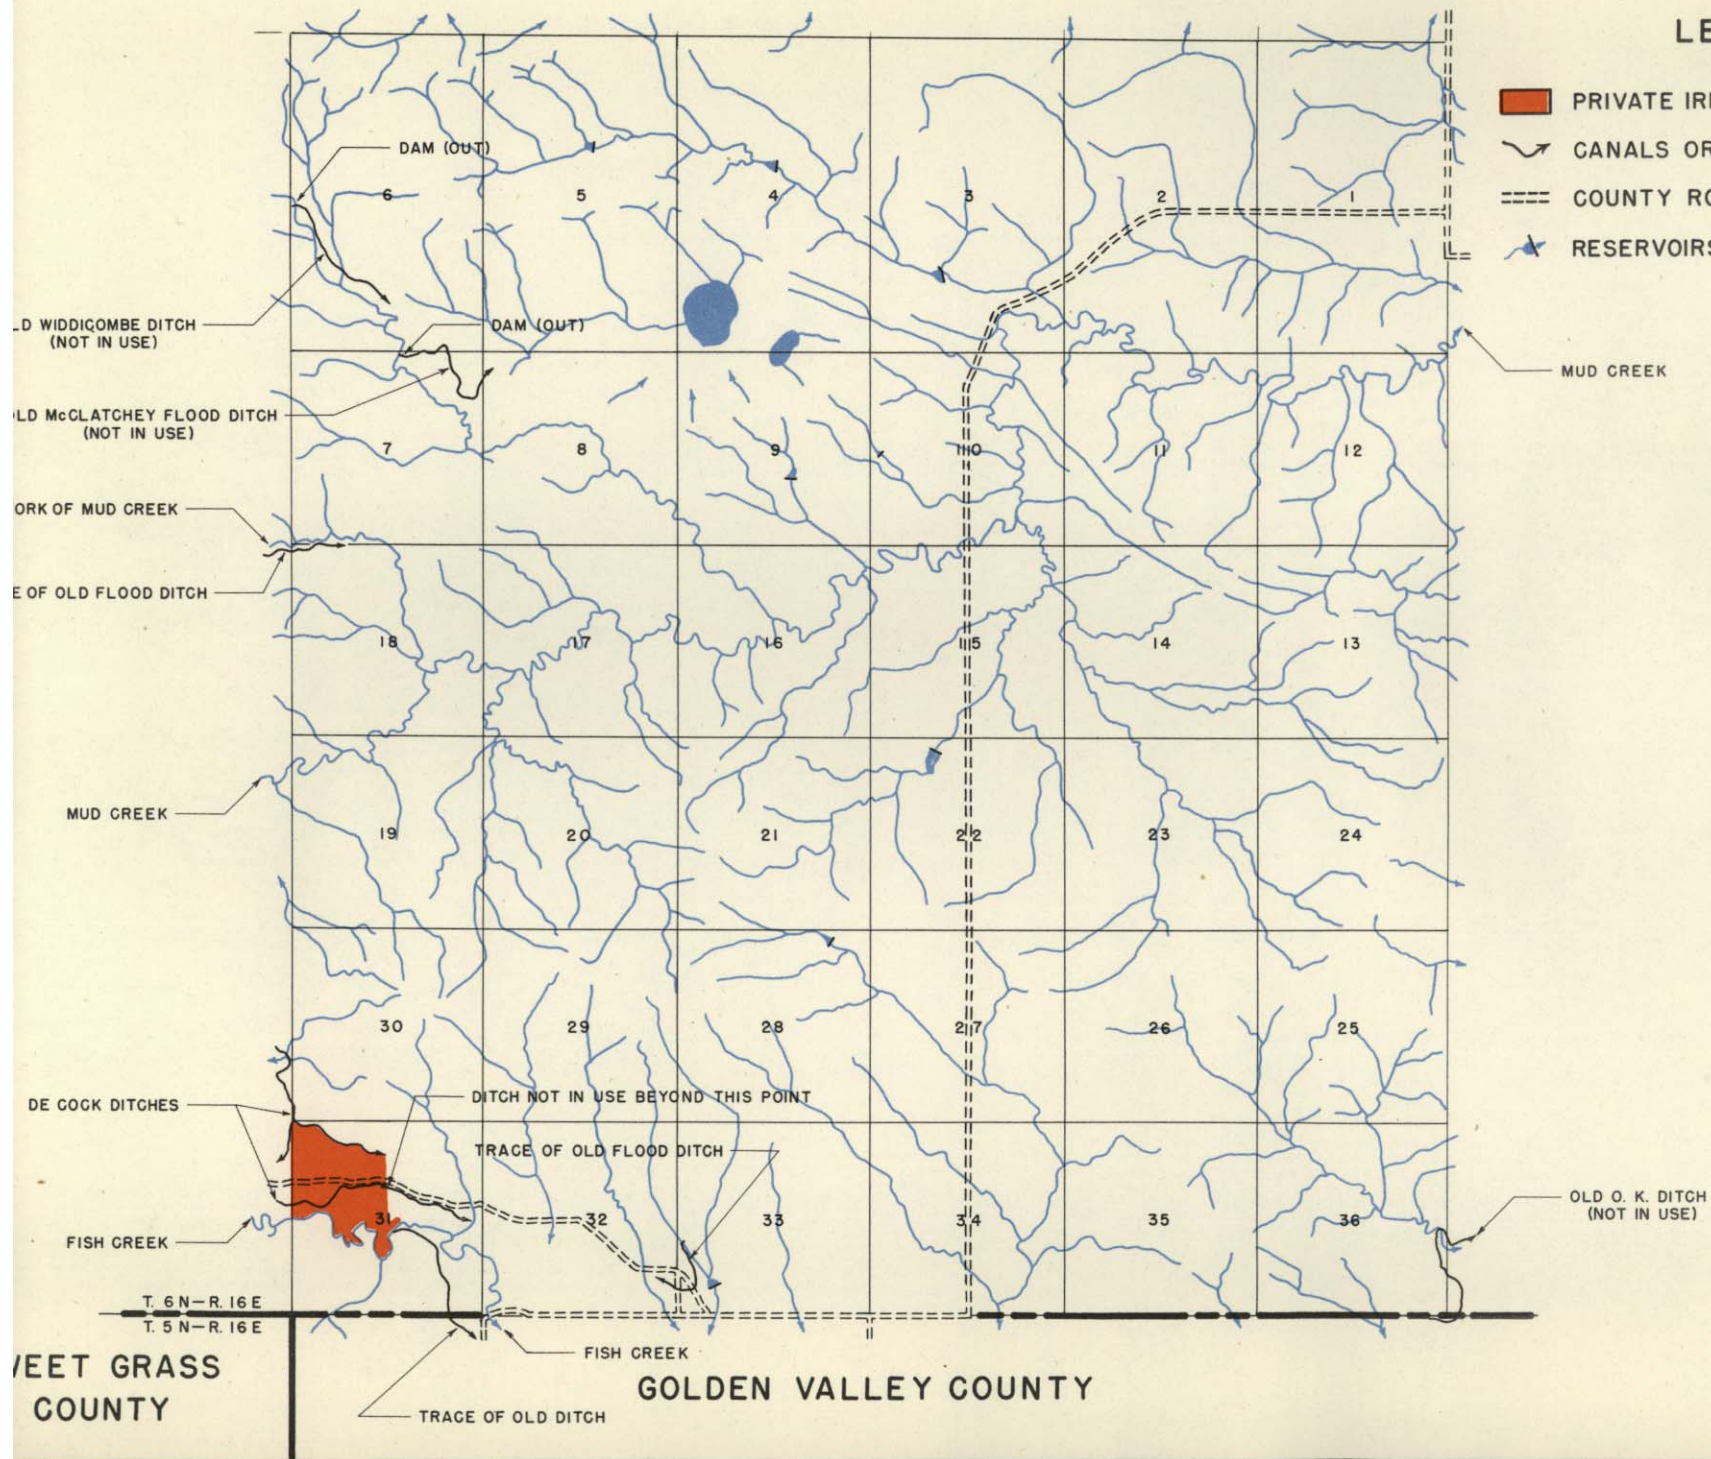 LE
PRIVATE IRI
CANALS OR
COUNTY RO
RESERVOIRS
DAM (OUT)
6
5
4
3
2
1
LD WIDDICOMBE DITCH
(NOT IN USE)
DAM (OUT)
MUD CREEK
LD McCLATCHEY FLOOD DITCH
(NOT IN USE)
7
8
9
10
11
12
ORK OF MUD CREEK
E OF OLD FLOOD DITCH
18
17
16
15
14
13
MUD CREEK
19
20
21
22
23
24
30
29
28
27
26
25
DE COCK DITCHES
DITCH NOT IN USE BEYOND THIS POINT
TRACE OF OLD FLOOD DITCH
31
32
33
34
35
36
OLD O. K. DITCH
(NOT IN USE)
FISH CREEK
T. 6 N — R. 16 E
T. 5 N — R. 16 E
FISH CREEK
WEET GRASS
COUNTY
GOLDEN VALLEY COUNTY
TRACE OF OLD DITCH